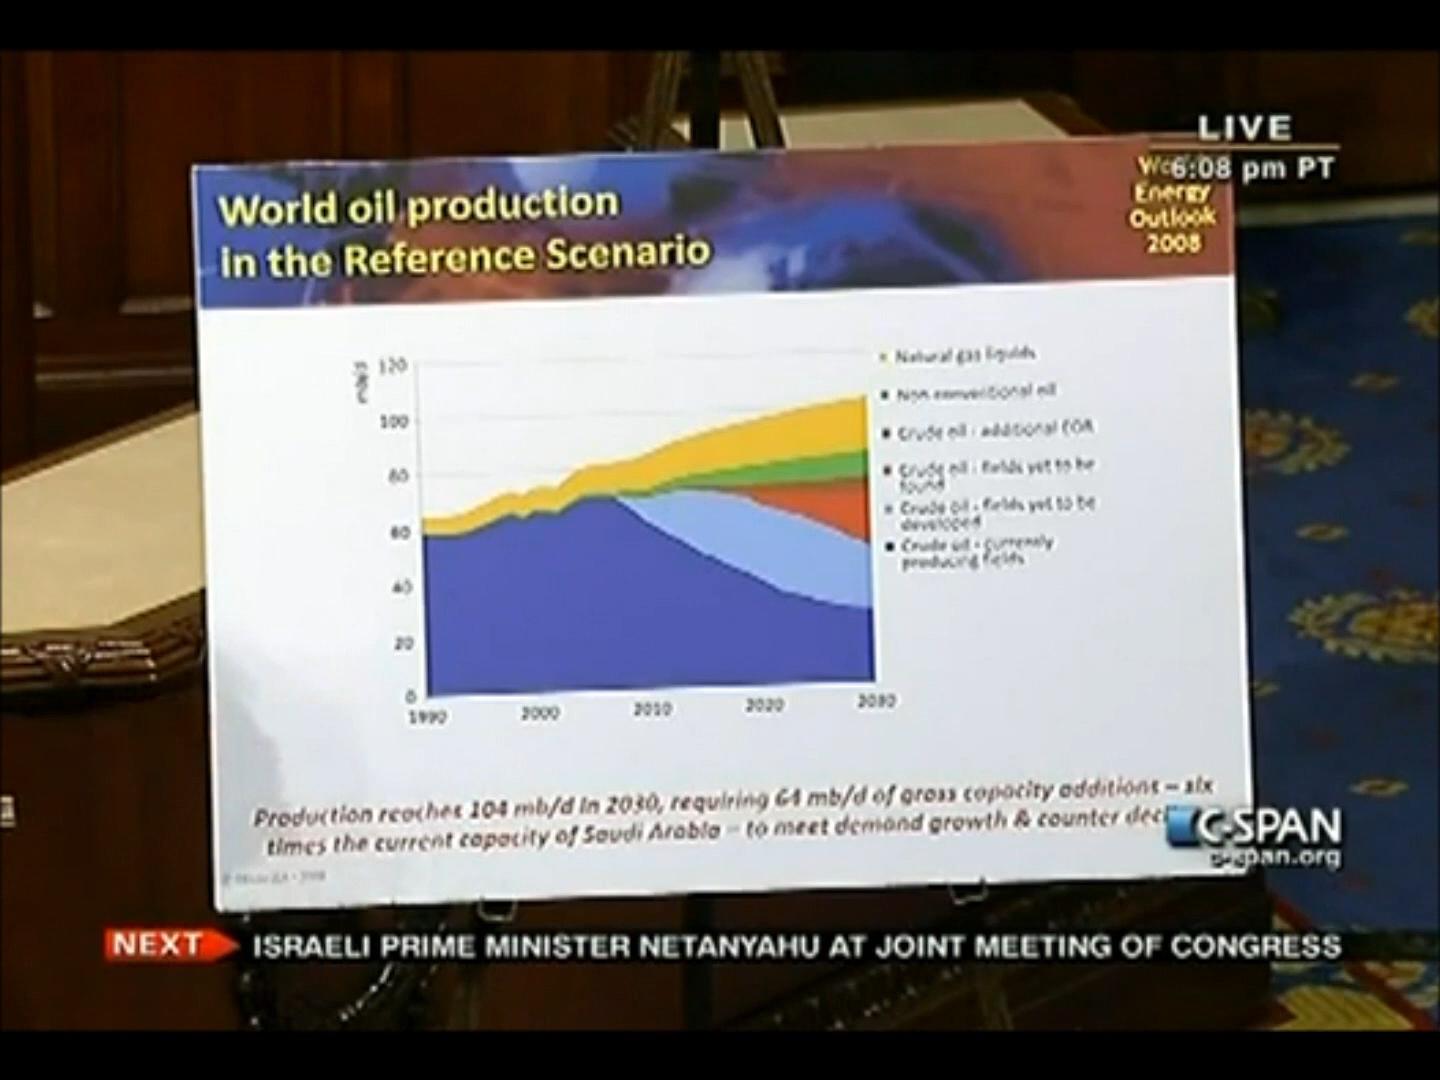 LIVE
6:08 pm PT
World oil production
in the Reference Scenario
Energy
Outlook
2008
mb/d
120
100
80
60
40
20
0
1990
2000
2010
2020
2030
Natural gas liquids
Non-conventional oil
Crude oil - additional EOR
Crude oil - fields yet to be
found
Crude oil - fields yet to be
developed
Crude oil - currently
producing fields
Production reaches 104 mb/d in 2030, requiring 64 mb/d of gross capacity additions – six
times the current capacity of Saudi Arabia – to meet demand growth & counter
C-SPAN
c-span.org
NEXT
ISRAELI PRIME MINISTER NETANYAHU AT JOINT MEETING OF CONGRESS